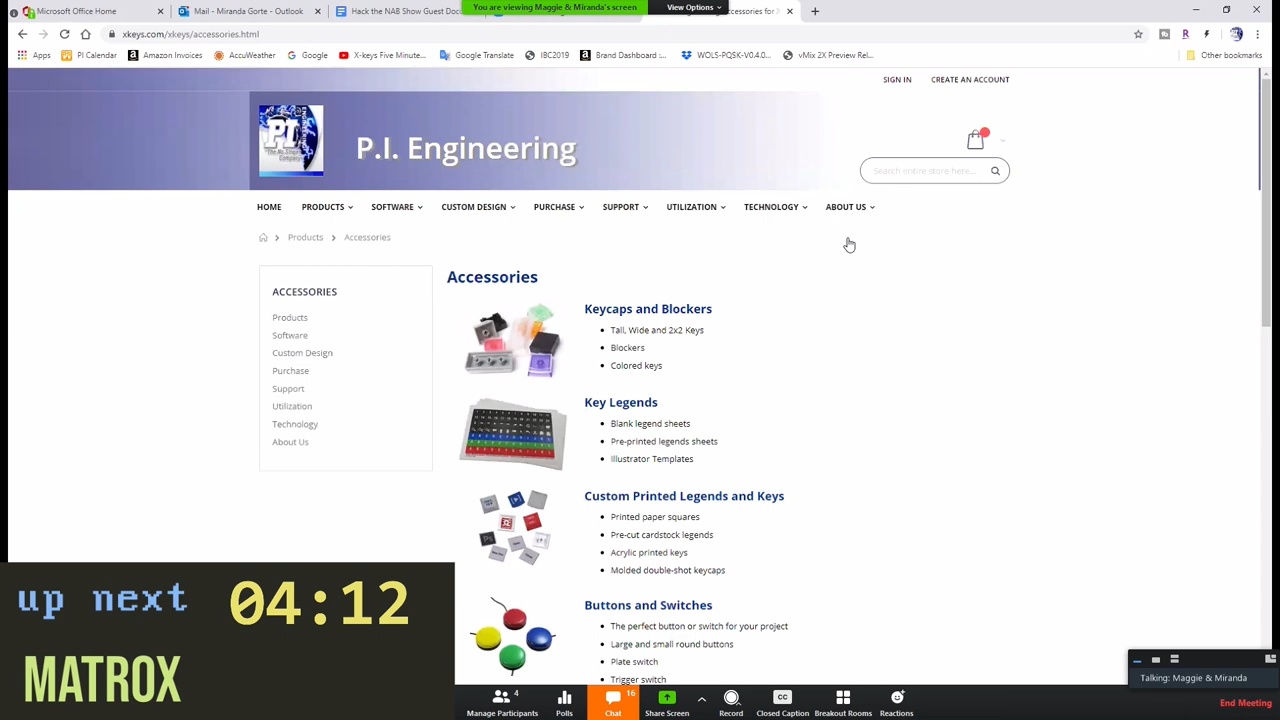 You are viewing Maggie & Miranda's screen
View Options
Microsoft Office Home
Mail - Miranda Gorte - Outlook
Hack the NAB Show Guest Doc
accessories for X
xkeys.com/xkeys/accessories.html
Apps
PI Calendar
Amazon Invoices
AccuWeather
Google
X-keys Five Minute...
Google Translate
IBC2019
Brand Dashboard :...
WOLS-PQSK-V0.4.0...
vMix 2X Preview Rel...
Other bookmarks
SIGN IN
CREATE AN ACCOUNT
PI
ENGINEERING
P.I. Engineering
Search entire store here...
HOME
PRODUCTS
SOFTWARE
CUSTOM DESIGN
PURCHASE
SUPPORT
UTILIZATION
TECHNOLOGY
ABOUT US
Products
Accessories
ACCESSORIES
Products
Software
Custom Design
Purchase
Support
Utilization
Technology
About Us
Accessories
Keycaps and Blockers
Tall, Wide and 2x2 Keys
Blockers
Colored keys
Key Legends
Blank legend sheets
Pre-printed legends sheets
Illustrator Templates
Custom Printed Legends and Keys
Printed paper squares
Pre-cut cardstock legends
Acrylic printed keys
Molded double-shot keycaps
Buttons and Switches
The perfect button or switch for your project
Large and small round buttons
Plate switch
Trigger switch
up next
04:12
MATROX
Talking: Maggie & Miranda
4
16
Manage Participants
Polls
Chat
Share Screen
Record
CC
Closed Caption
Breakout Rooms
Reactions
End Meeting